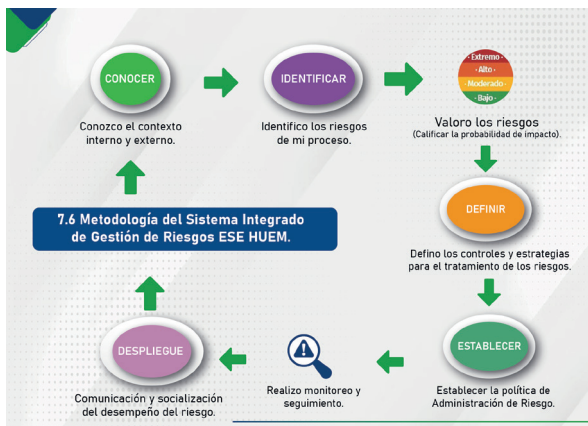 CONOCER
Conozco el contexto
interno y externo.
IDENTIFICAR
Identifico los riesgos
de mi proceso.
• Extremo •
• Alto •
• Moderado •
• Bajo •
Valoro los riesgos
(Calificar la probabilidad de impacto).
DEFINIR
Defino los controles y estrategias
para el tratamiento de los riesgos.
ESTABLECER
Establecer la política de
Administración de Riesgo.
Realizo monitoreo y
seguimiento.
DESPLIEGUE
Comunicación y socialización
del desempeño del riesgo.
7.6 Metodología del Sistema Integrado
de Gestión de Riesgos ESE HUEM.